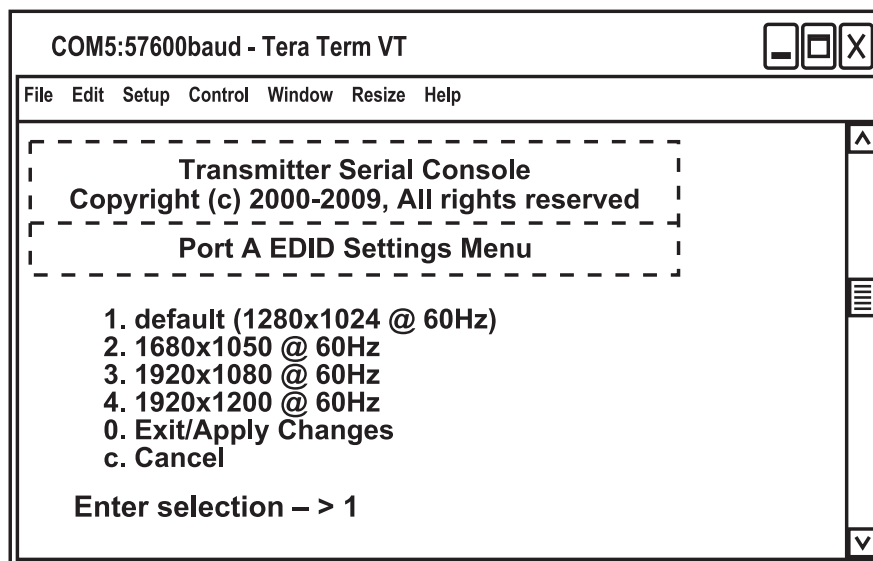 COM5:57600baud - Tera Term VT
File Edit Setup Control Window Resize Help
Transmitter Serial Console
Copyright (c) 2000-2009, All rights reserved
Port A EDID Settings Menu
1. default (1280x1024 @ 60Hz)
2. 1680x1050 @ 60Hz
3. 1920x1080 @ 60Hz
4. 1920x1200 @ 60Hz
0. Exit/Apply Changes
c. Cancel
Enter selection – > 1